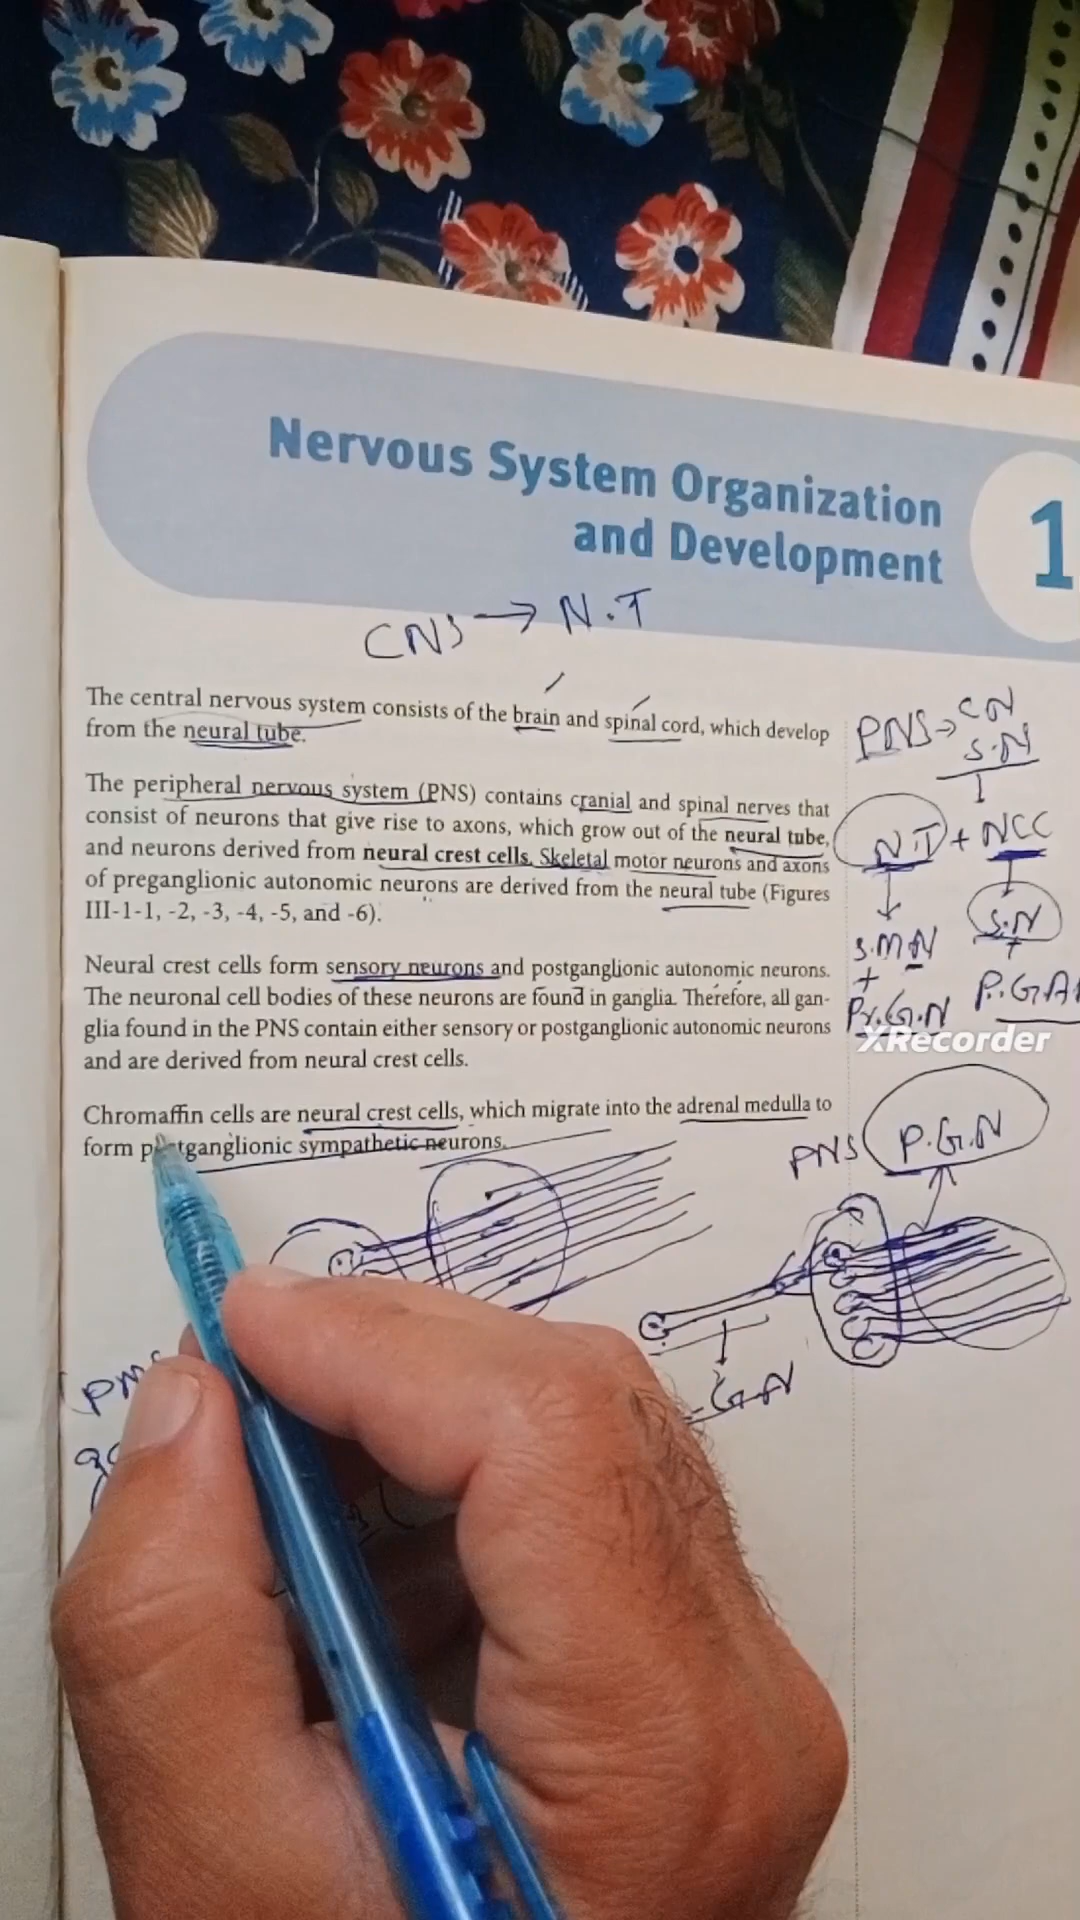 Nervous System Organization
and Development
1
CNS → N.T
The central nervous system consists of the brain and spinal cord, which develop
from the neural tube.
The peripheral nervous system (PNS) contains cranial and spinal nerves that
consist of neurons that give rise to axons, which grow out of the neural tube,
and neurons derived from neural crest cells. Skeletal motor neurons and axons
of preganglionic autonomic neurons are derived from the neural tube (Figures
III-1-1, -2, -3, -4, -5, and -6).
Neural crest cells form sensory neurons and postganglionic autonomic neurons.
The neuronal cell bodies of these neurons are found in ganglia. Therefore, all gan-
glia found in the PNS contain either sensory or postganglionic autonomic neurons
and are derived from neural crest cells.
Chromaffin cells are neural crest cells, which migrate into the adrenal medulla to
form postganglionic sympathetic neurons.
PNS → CN
S.N
N.T + NCC
S.M.N
+
Pr.G.N
S.N
+
P.GA
XRecorder
PNS
P.G.N
G.N